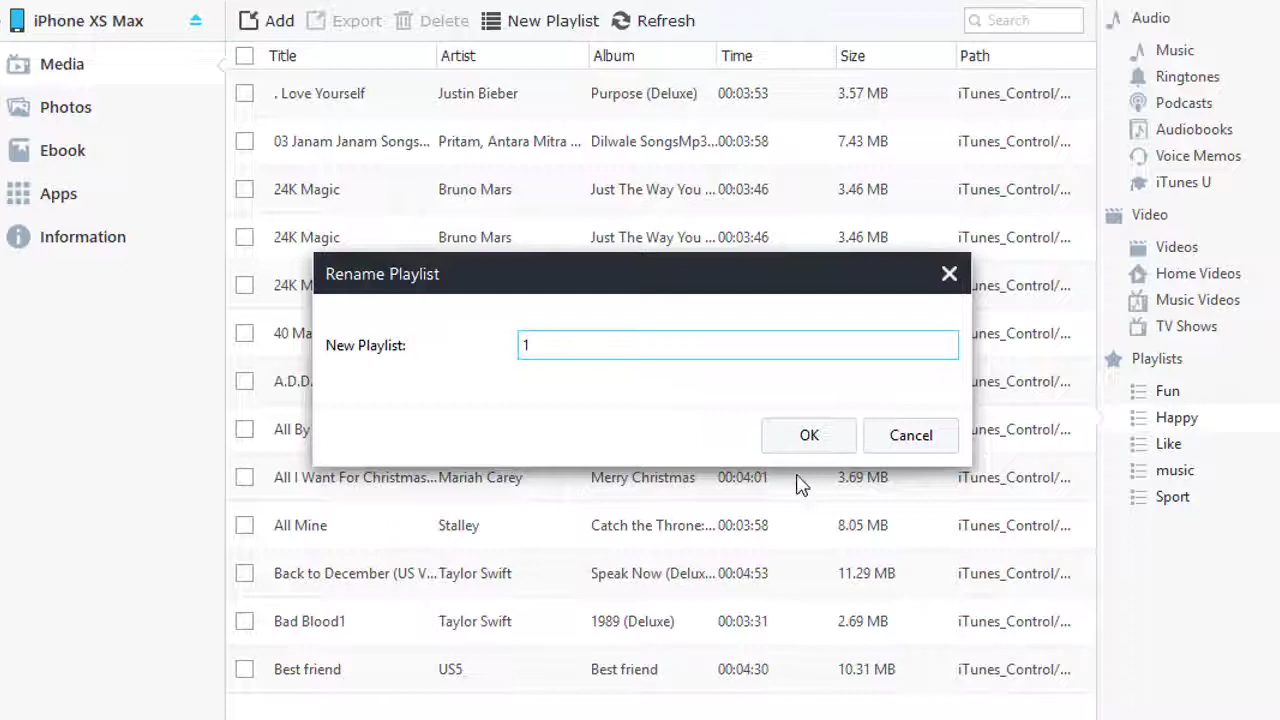 iPhone XS Max
Add Export Delete New Playlist Refresh Search
Media
Photos
Ebook
Apps
Information
Title Artist Album Time Size Path
. Love Yourself Justin Bieber Purpose (Deluxe) 00:03:53 3.57 MB iTunes_Control/...
03 Janam Janam Songs... Pritam, Antara Mitra ... Dilwale SongsMp3... 00:03:58 7.43 MB iTunes_Control/...
24K Magic Bruno Mars Just The Way You ... 00:03:46 3.46 MB iTunes_Control/...
24K Magic Bruno Mars Just The Way You ... 00:03:46 3.46 MB iTunes_Control/...
24K M unes_Control/...
40 Ma unes_Control/...
A.D.D. unes_Control/...
All By unes_Control/...
All I Want For Christmas... Mariah Carey Merry Christmas 00:04:01 3.69 MB iTunes_Control/...
All Mine Stalley Catch the Throne:... 00:03:58 8.05 MB iTunes_Control/...
Back to December (US V... Taylor Swift Speak Now (Delux... 00:04:53 11.29 MB iTunes_Control/...
Bad Blood1 Taylor Swift 1989 (Deluxe) 00:03:31 2.69 MB iTunes_Control/...
Best friend US5 Best friend 00:04:30 10.31 MB iTunes_Control/...
Rename Playlist
New Playlist: 1
OK Cancel
Audio
Music
Ringtones
Podcasts
Audiobooks
Voice Memos
iTunes U
Video
Videos
Home Videos
Music Videos
TV Shows
Playlists
Fun
Happy
Like
music
Sport